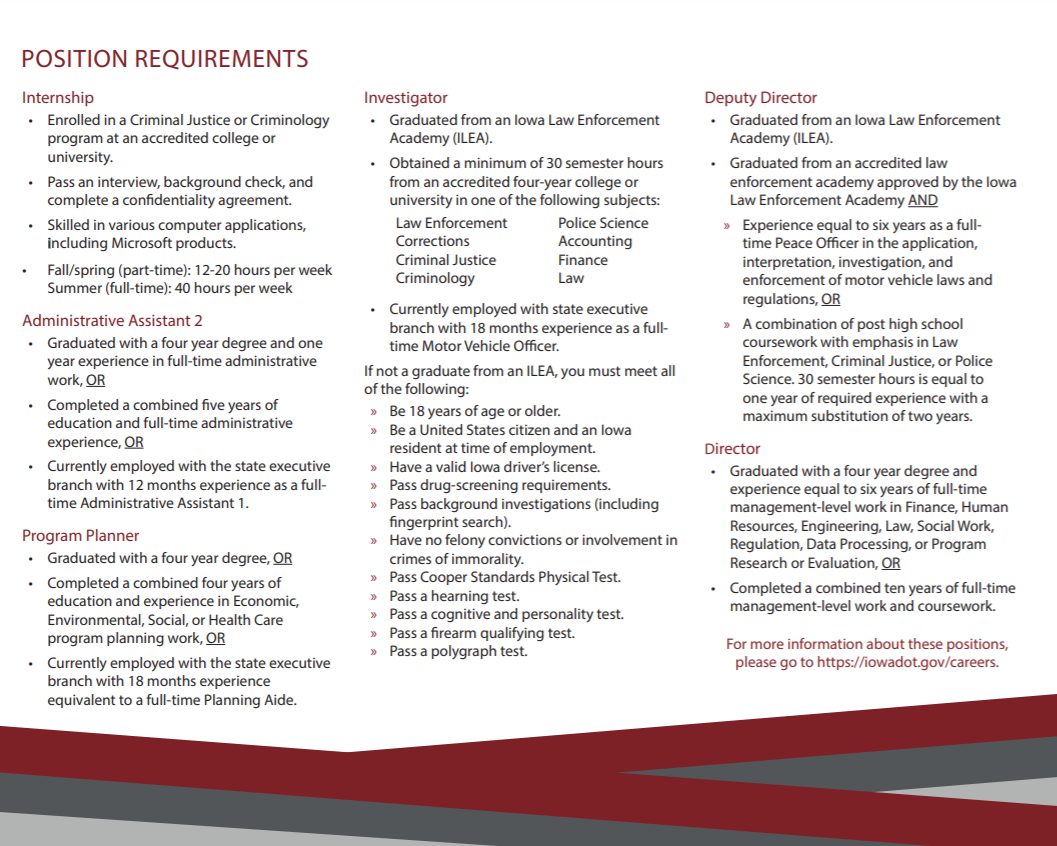 POSITION REQUIREMENTS
Internship
• Enrolled in a Criminal Justice or Criminology
program at an accredited college or
university.
• Pass an interview, background check, and
complete a confidentiality agreement.
• Skilled in various computer applications,
including Microsoft products.
• Fall/spring (part-time): 12-20 hours per week
Summer (full-time): 40 hours per week
Administrative Assistant 2
• Graduated with a four year degree and one
year experience in full-time administrative
work, OR
• Completed a combined five years of
education and full-time administrative
experience, OR
• Currently employed with the state executive
branch with 12 months experience as a full-
time Administrative Assistant 1.
Program Planner
• Graduated with a four year degree, OR
• Completed a combined four years of
education and experience in Economic,
Environmental, Social, or Health Care
program planning work, OR
• Currently employed with the state executive
branch with 18 months experience
equivalent to a full-time Planning Aide.
Investigator
• Graduated from an Iowa Law Enforcement
Academy (ILEA).
• Obtained a minimum of 30 semester hours
from an accredited four-year college or
university in one of the following subjects:
Law Enforcement Police Science
Corrections Accounting
Criminal Justice Finance
Criminology Law
• Currently employed with state executive
branch with 18 months experience as a full-
time Motor Vehicle Officer.
If not a graduate from an ILEA, you must meet all
of the following:
» Be 18 years of age or older.
» Be a United States citizen and an Iowa
resident at time of employment.
» Have a valid Iowa driver's license.
» Pass drug-screening requirements.
» Pass background investigations (including
fingerprint search).
» Have no felony convictions or involvement in
crimes of immorality.
» Pass Cooper Standards Physical Test.
» Pass a hearning test.
» Pass a cognitive and personality test.
» Pass a firearm qualifying test.
» Pass a polygraph test.
Deputy Director
• Graduated from an Iowa Law Enforcement
Academy (ILEA).
• Graduated from an accredited law
enforcement academy approved by the Iowa
Law Enforcement Academy AND
» Experience equal to six years as a full-
time Peace Officer in the application,
interpretation, investigation, and
enforcement of motor vehicle laws and
regulations, OR
» A combination of post high school
coursework with emphasis in Law
Enforcement, Criminal Justice, or Police
Science. 30 semester hours is equal to
one year of required experience with a
maximum substitution of two years.
Director
• Graduated with a four year degree and
experience equal to six years of full-time
management-level work in Finance, Human
Resources, Engineering, Law, Social Work,
Regulation, Data Processing, or Program
Research or Evaluation, OR
• Completed a combined ten years of full-time
management-level work and coursework.
For more information about these positions,
please go to https://iowadot.gov/careers.